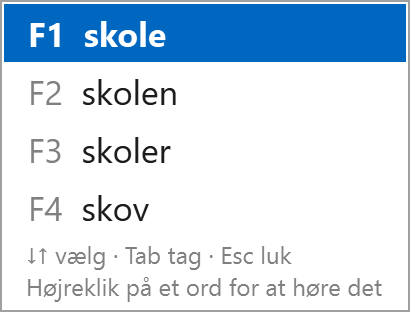 F1 skole
F2 skolen
F3 skoler
F4 skov
↓↑ vælg · Tab tag · Esc luk
Højreklik på et ord for at høre det